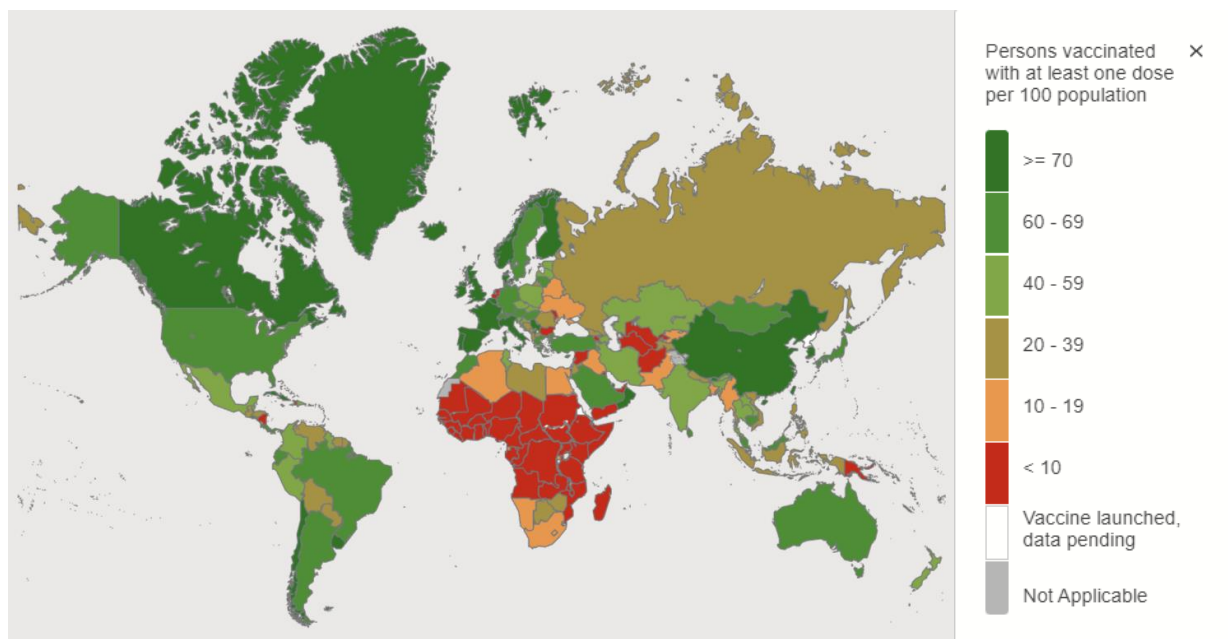 Persons vaccinated
with at least one dose
per 100 population
×
>= 70
60 - 69
40 - 59
20 - 39
10 - 19
< 10
Vaccine launched,
data pending
Not Applicable